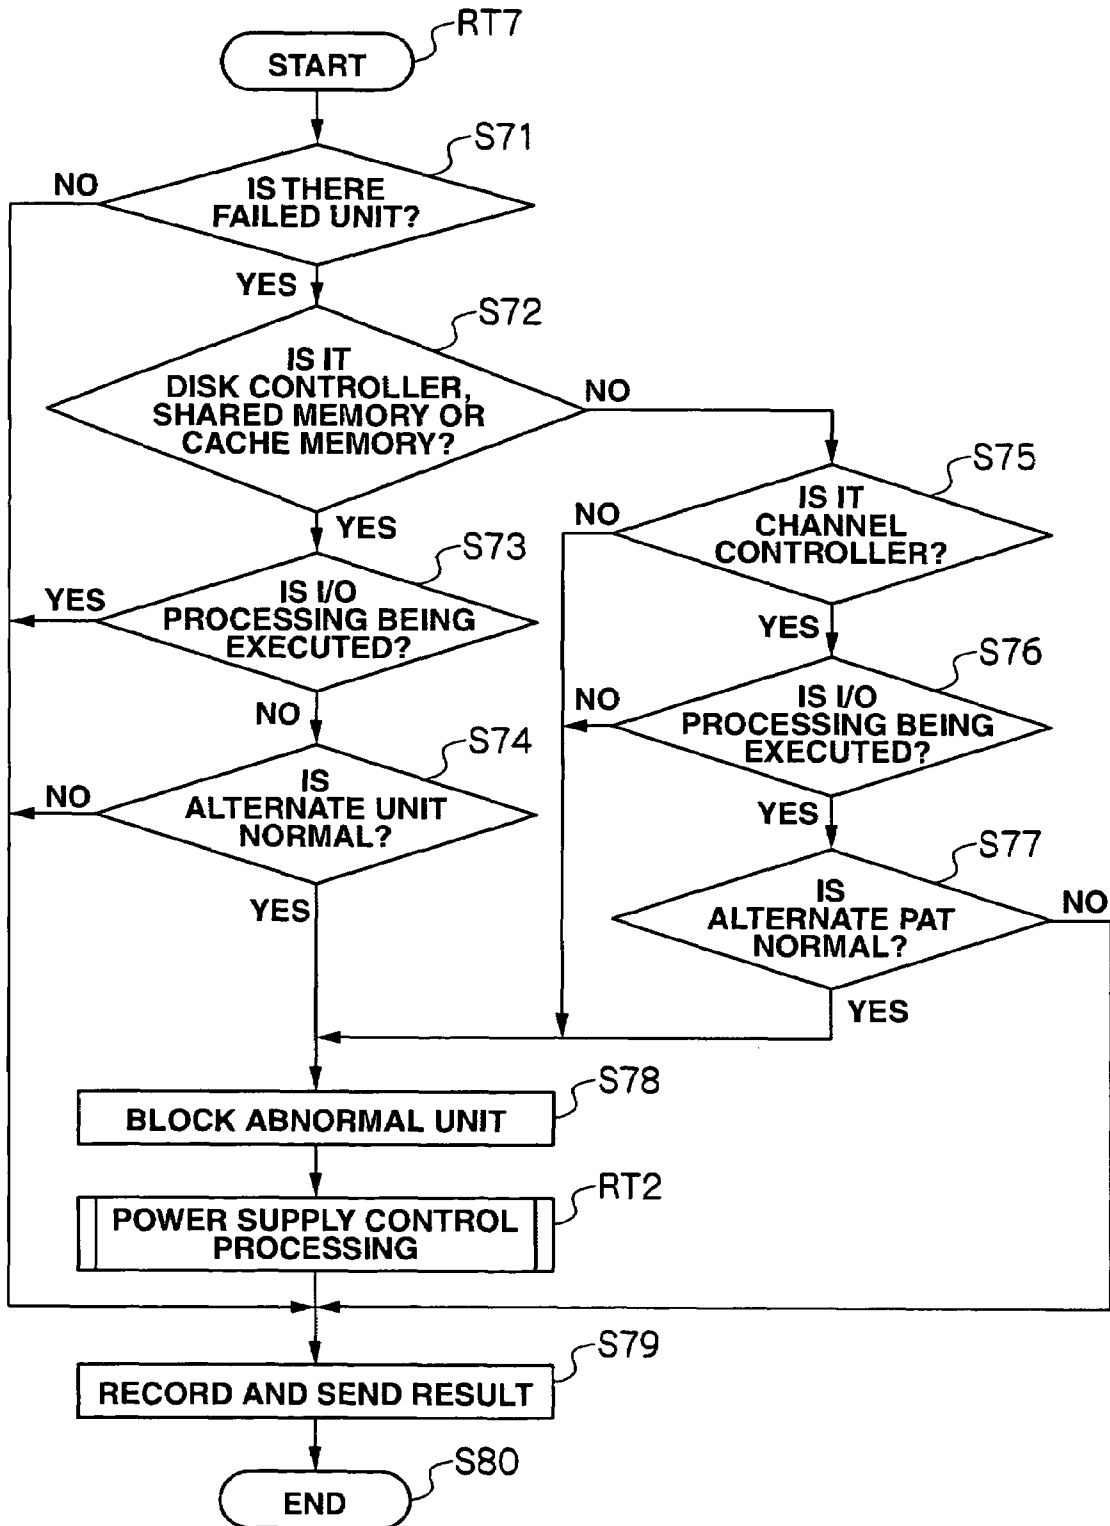 RT7
START
S71
NO
IS THERE
FAILED UNIT?
YES
S72
IS IT
DISK CONTROLLER,
SHARED MEMORY OR
CACHE MEMORY?
NO
YES
S75
IS IT
CHANNEL
CONTROLLER?
NO
YES
S73
IS I/O
PROCESSING BEING
EXECUTED?
YES
NO
S76
IS I/O
PROCESSING BEING
EXECUTED?
NO
YES
S74
IS
ALTERNATE UNIT
NORMAL?
NO
YES
S77
IS
ALTERNATE PAT
NORMAL?
NO
YES
S78
BLOCK ABNORMAL UNIT
RT2
POWER SUPPLY CONTROL
PROCESSING
S79
RECORD AND SEND RESULT
S80
END